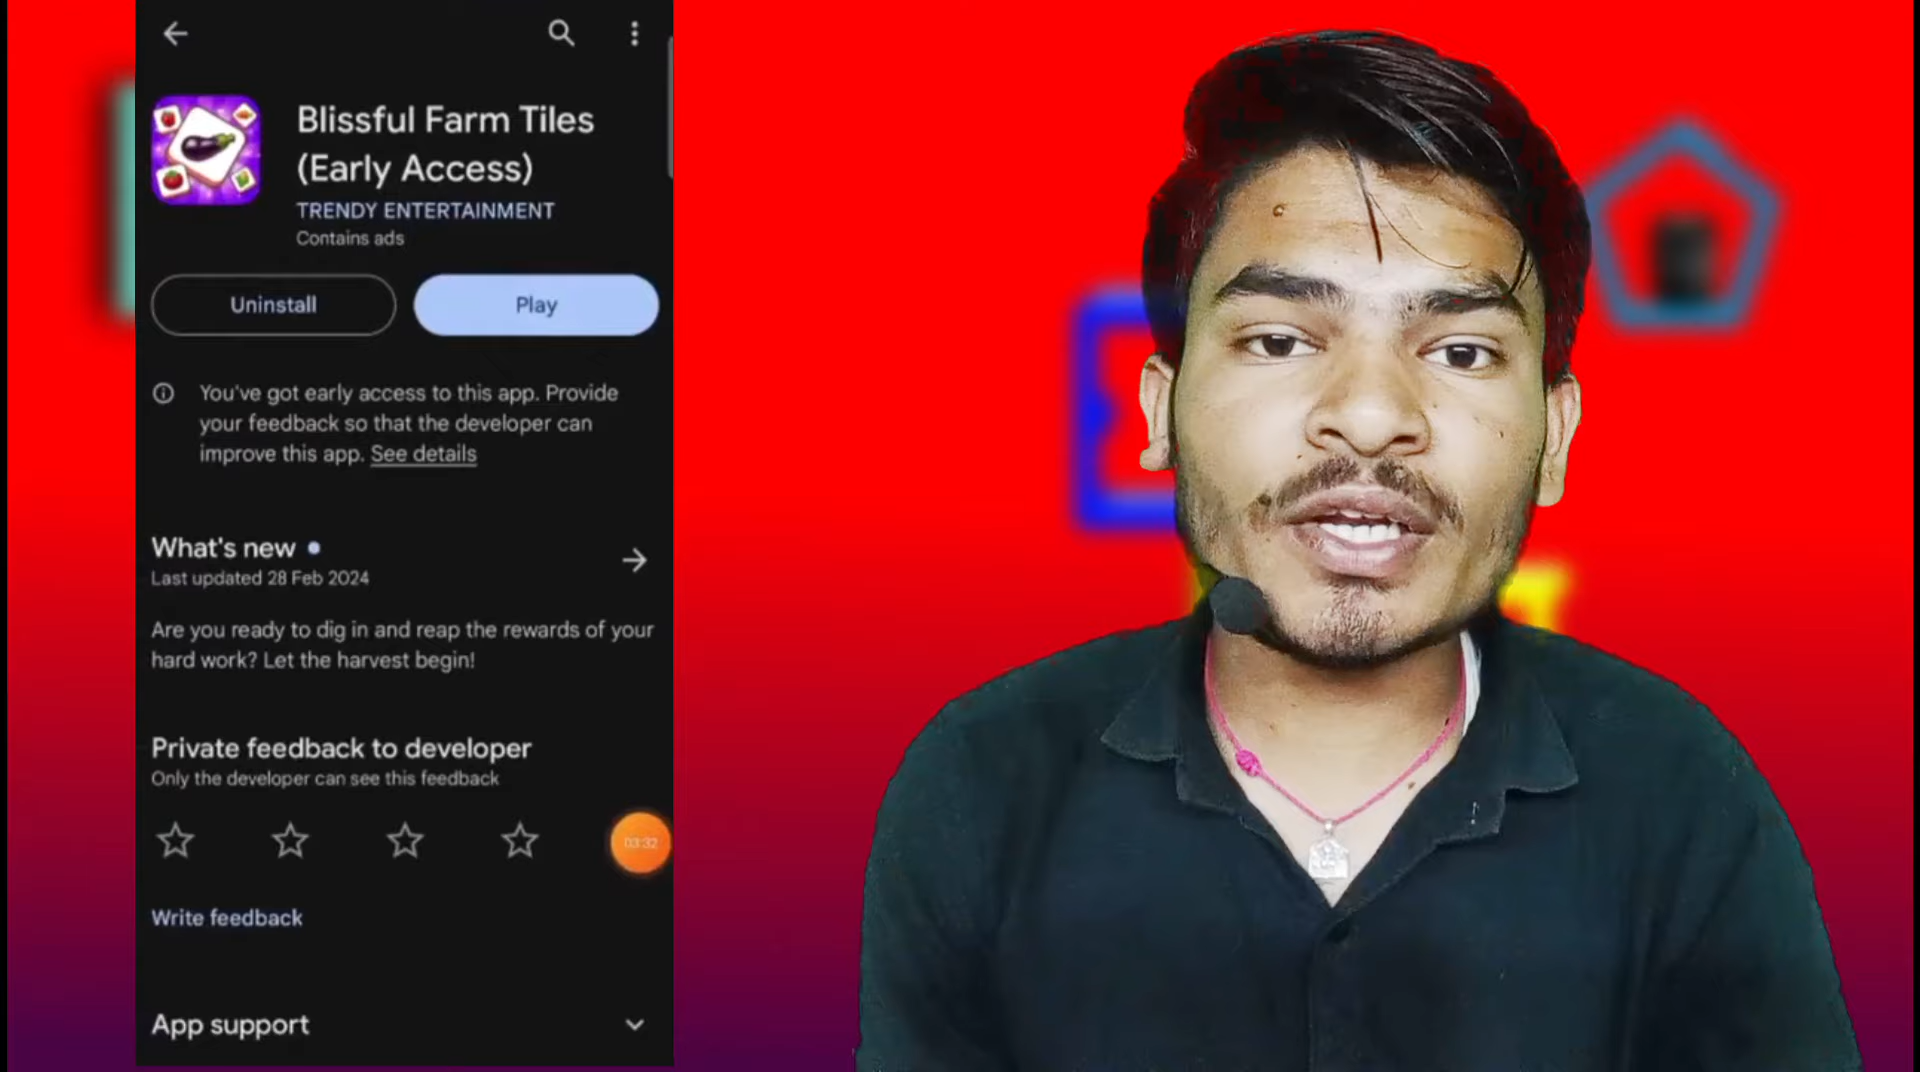 Blissful Farm Tiles
(Early Access)
TRENDY ENTERTAINMENT
Contains ads
Uninstall
Play
You've got early access to this app. Provide
your feedback so that the developer can
improve this app. See details
What's new
Last updated 28 Feb 2024
Are you ready to dig in and reap the rewards of your
hard work? Let the harvest begin!
Private feedback to developer
Only the developer can see this feedback
03:32
Write feedback
App support